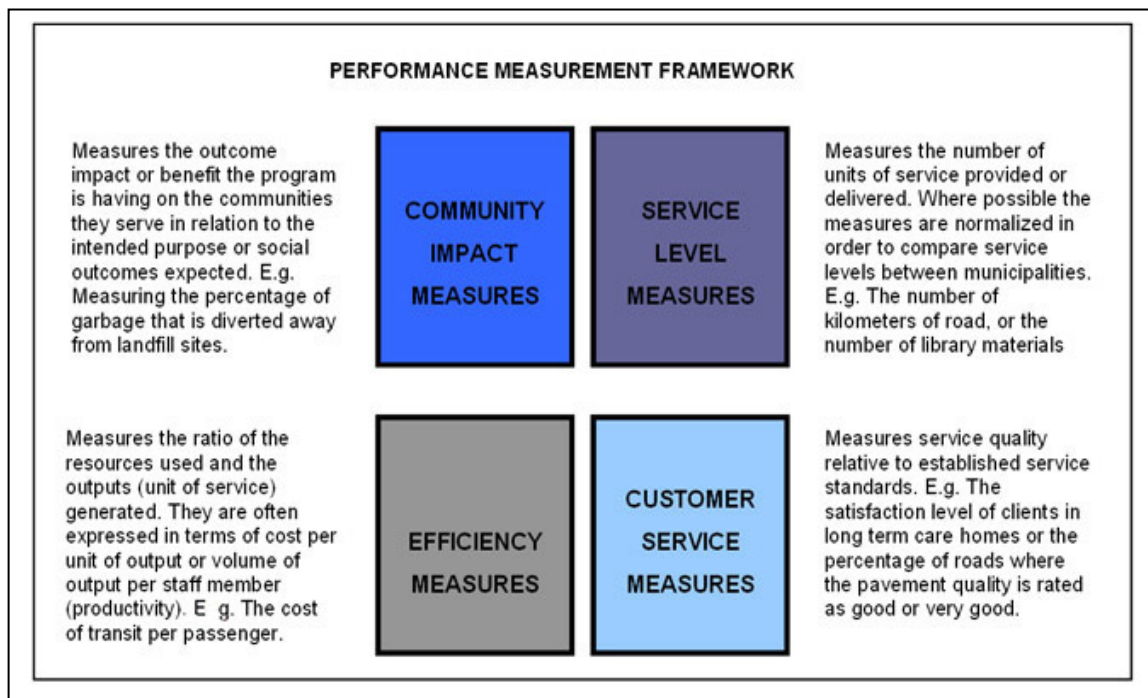 PERFORMANCE MEASUREMENT FRAMEWORK
Measures the outcome
impact or benefit the program
is having on the communities
they serve in relation to the
intended purpose or social
outcomes expected. E.g.
Measuring the percentage of
garbage that is diverted away
from landfill sites.
COMMUNITY
IMPACT
MEASURES
SERVICE
LEVEL
MEASURES
Measures the number of
units of service provided or
delivered. Where possible the
measures are normalized in
order to compare service
levels between municipalities.
E.g. The number of
kilometers of road, or the
number of library materials
Measures the ratio of the
resources used and the
outputs (unit of service)
generated. They are often
expressed in terms of cost per
unit of output or volume of
output per staff member
(productivity). E g. The cost
of transit per passenger.
EFFICIENCY
MEASURES
CUSTOMER
SERVICE
MEASURES
Measures service quality
relative to established service
standards. E.g. The
satisfaction level of clients in
long term care homes or the
percentage of roads where
the pavement quality is rated
as good or very good.